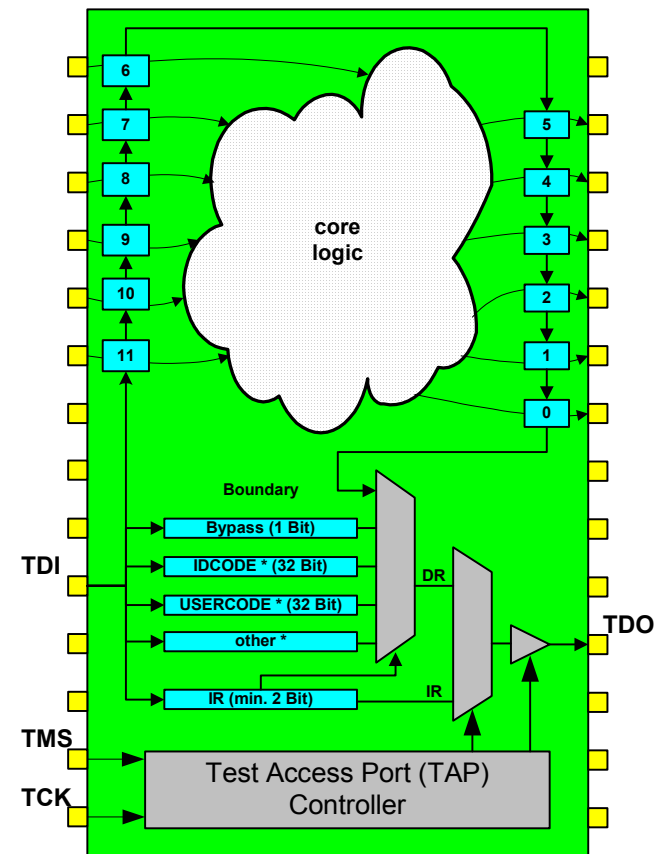 6
7
5
8
4
core
logic
9
3
10
2
11
1
0
Boundary
Bypass (1 Bit)
TDI
IDCODE * (32 Bit)
DR
USERCODE * (32 Bit)
TDO
other *
IR (min. 2 Bit)
IR
TMS
Test Access Port (TAP)
Controller
TCK